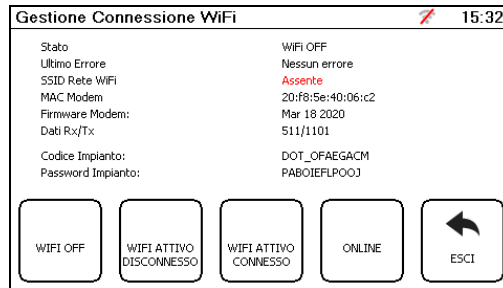 Gestione Connessione WiFi 15:32
Stato WiFi OFF
Ultimo Errore Nessun errore
SSID Rete WiFi Assente
MAC Modem 20:f8:5e:40:06:c2
Firmware Modem: Mar 18 2020
Dati Rx/Tx 511/1101
Codice Impianto: DOT_OFAEGACM
Password Impianto: PABOIEFLPOOJ
WIFI OFF
WIFI ATTIVO
DISCONNESSO
WIFI ATTIVO
CONNESSO
ONLINE
ESCI